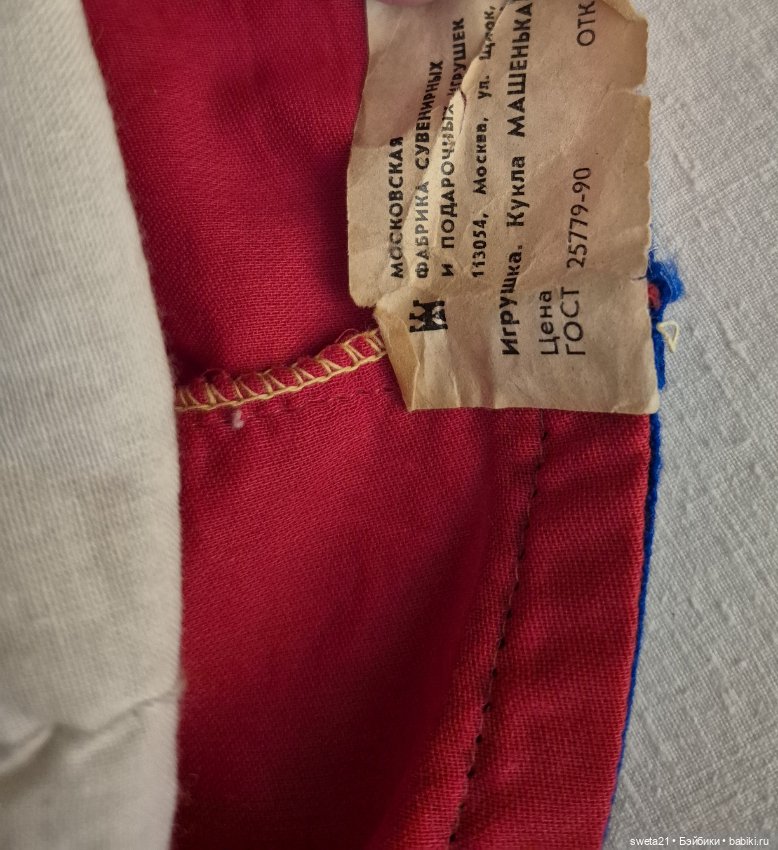 МОСКОВСКАЯ
ФАБРИКА СУВЕНИРНЫХ
И ПОДАРОЧНЫХ ИГРУШЕК
113054, Москва, ул.
Игрушка. Кукла МАШЕНЬКА
Цена ОТК
ГОСТ 25779-90
sweta21 • Бэйбики • babiki.ru